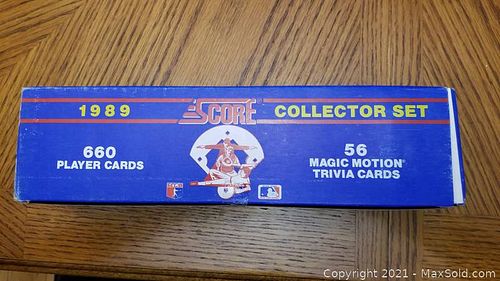 1989 SCORE COLLECTOR SET
660
PLAYER CARDS
56
MAGIC MOTION®
TRIVIA CARDS
Copyright 2021 - MaxSold.com